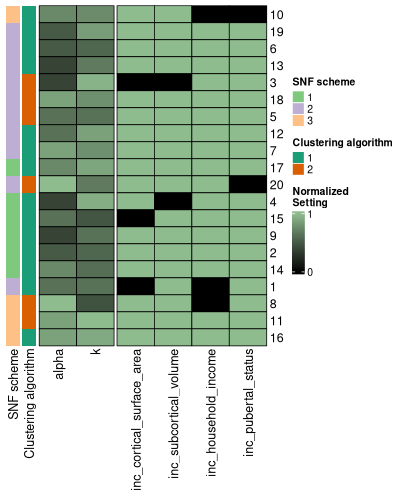 10
19
6
13
3
18
5
12
7
17
20
4
15
9
2
14
1
8
11
16
SNF scheme
Clustering algorithm
alpha
k
inc_cortical_surface_area
inc_subcortical_volume
inc_household_income
inc_pubertal_status
SNF scheme
1
2
3
Clustering algorithm
1
2
Normalized
Setting
1
0